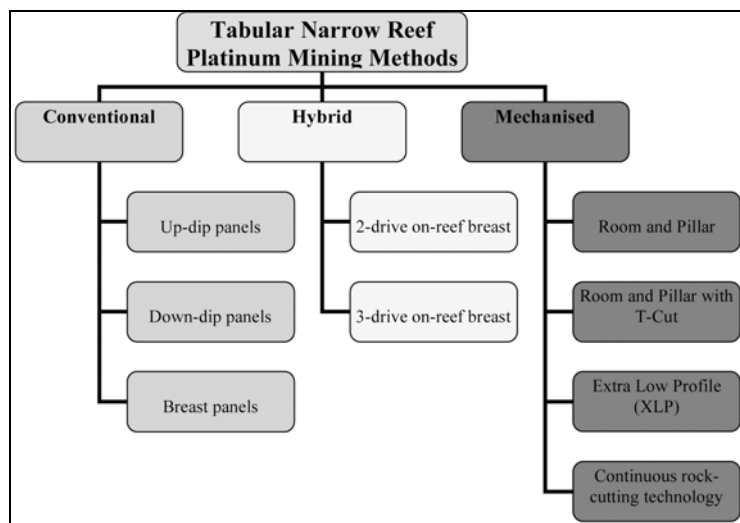 Tabular Narrow Reef
Platinum Mining Methods
Conventional
Hybrid
Mechanised
Up-dip panels
2-drive on-reef breast
Room and Pillar
Down-dip panels
3-drive on-reef breast
Room and Pillar with
T-Cut
Breast panels
Extra Low Profile
(XLP)
Continuous rock-
cutting technology